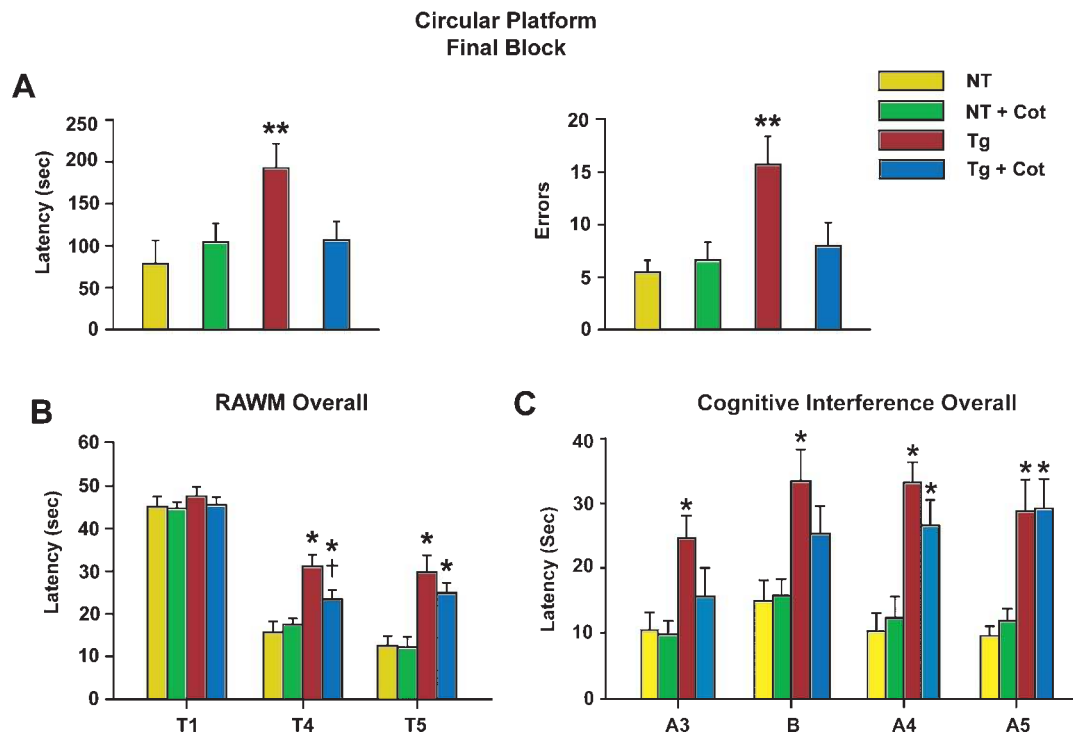 Circular Platform
Final Block
A
NT
NT + Cot
Tg
Tg + Cot
Latency (sec)
250
200
150
100
50
0
**
Errors
20
15
10
5
0
**
B
RAWM Overall
Latency (sec)
60
50
40
30
20
10
0
* * † * *
T1 T4 T5
C
Cognitive Interference Overall
Latency (Sec)
40
30
20
10
0
* * * * * *
A3 B A4 A5